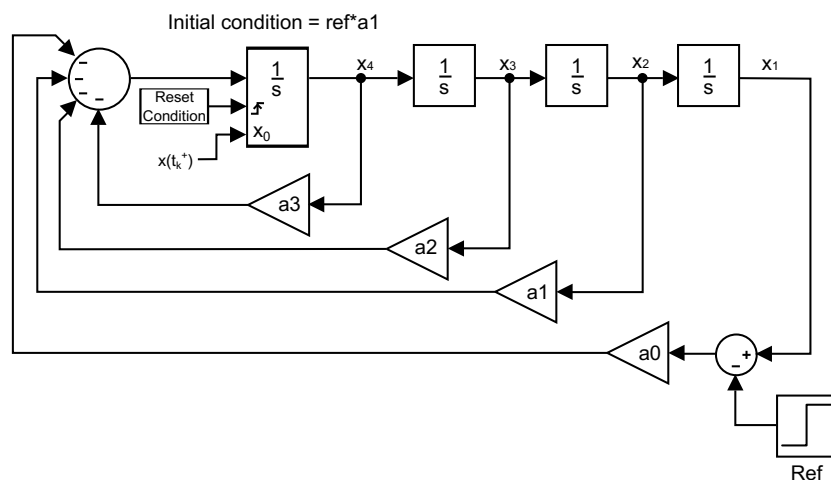 Initial condition = ref*a1
1
s
x4
1
s
x3
1
s
x2
1
s
x1
Reset
Condition
x0
x(tk+)
a3
a2
a1
a0
Ref